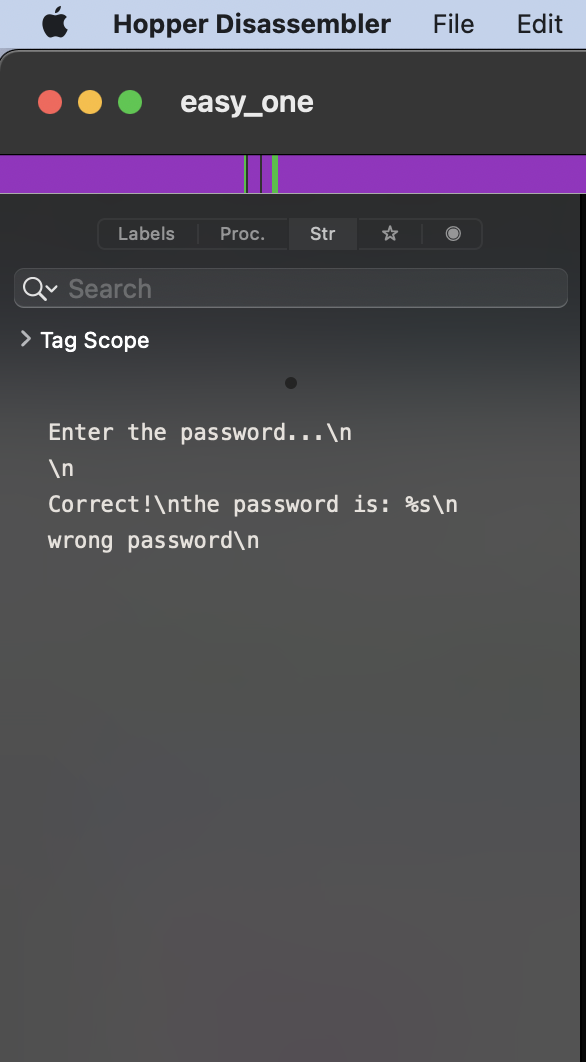 Hopper Disassembler File Edit
easy_one
Labels Proc. Str
Search
Tag Scope
Enter the password...\n
\n
Correct!\nthe password is: %s\n
wrong password\n